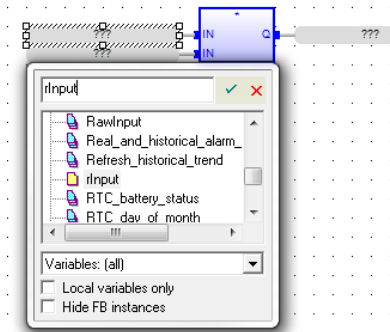 *
??? IN Q ???
??? IN
rInput
RawInput
Real_and_historical_alarm_
Refresh_historical_trend
rInput
RTC_battery_status
RTC_day_of_month
Variables: (all)
Local variables only
Hide FB instances